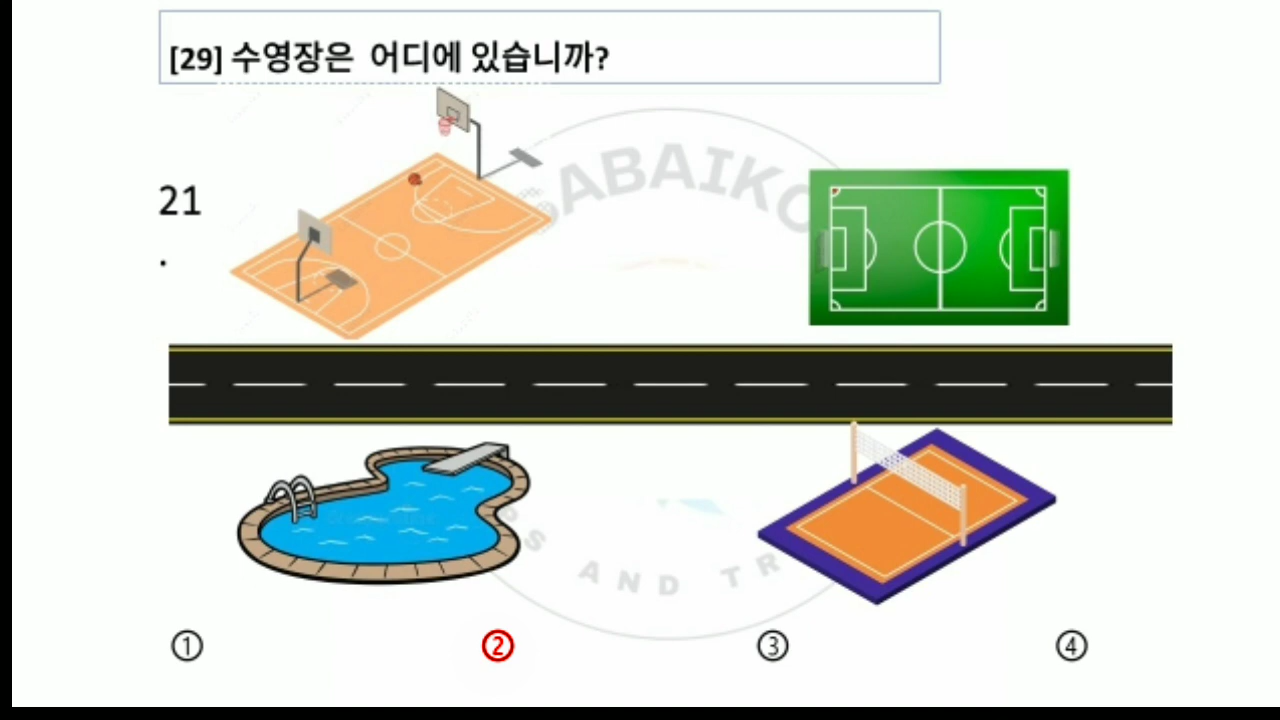 [29] 수영장은 어디에 있습니까?
ABAIKO
21
.
S AND TR
① ② ③ ④